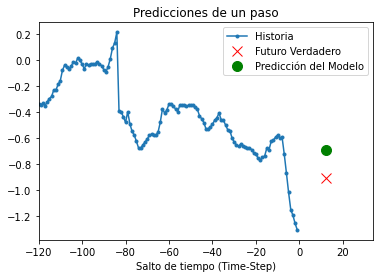 Predicciones de un paso
Historia
Futuro Verdadero
Predicción del Modelo
0.2
0.0
−0.2
−0.4
−0.6
−0.8
−1.0
−1.2
−120 −100 −80 −60 −40 −20 0 20
Salto de tiempo (Time-Step)